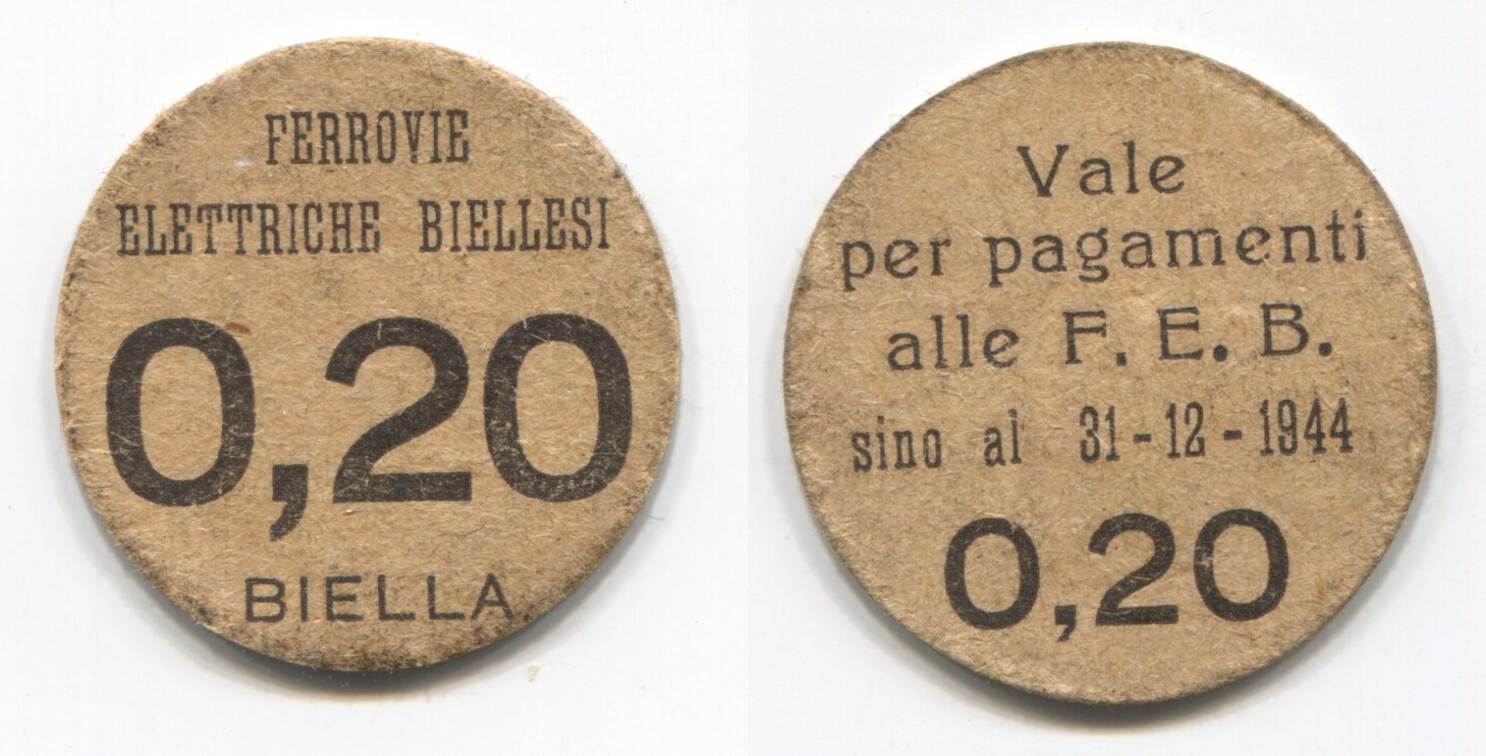 FERROVIE
ELETTRICHE BIELLESI
0,20
BIELLA
Vale
per pagamenti
alle F. E. B.
sino al 31-12-1944
0,20